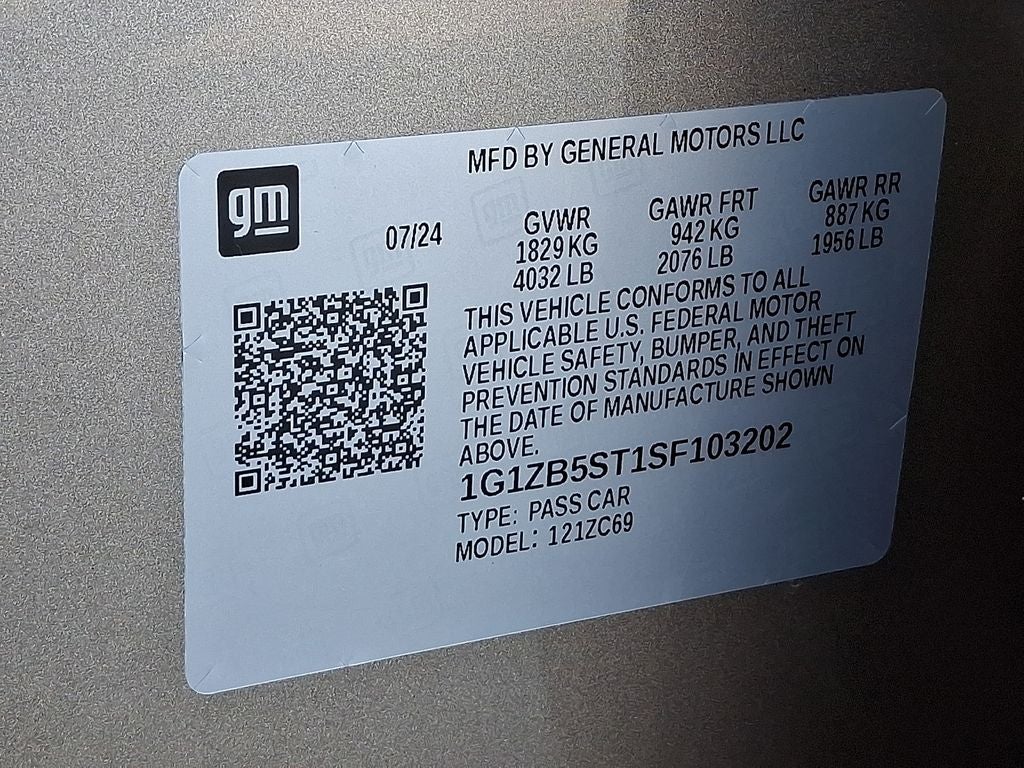 gm
MFD BY GENERAL MOTORS LLC
07/24
GVWR
1829 KG
4032 LB
GAWR FRT
942 KG
2076 LB
GAWR RR
887 KG
1956 LB
THIS VEHICLE CONFORMS TO ALL
APPLICABLE U.S. FEDERAL MOTOR
VEHICLE SAFETY, BUMPER, AND THEFT
PREVENTION STANDARDS IN EFFECT ON
THE DATE OF MANUFACTURE SHOWN
ABOVE.
1G1ZB5ST1SF103202
TYPE: PASS CAR
MODEL: 121ZC69